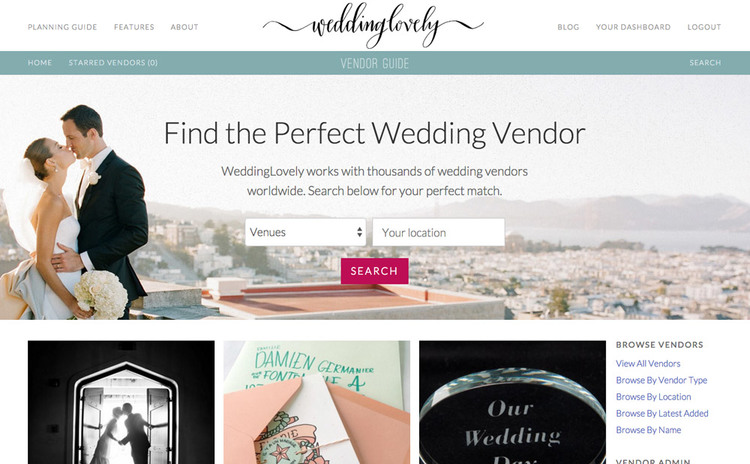 PLANNING GUIDE
FEATURES
ABOUT
weddinglovely
BLOG
YOUR DASHBOARD
LOGOUT
HOME
STARRED VENDORS (0)
VENDOR GUIDE
SEARCH
Find the Perfect Wedding Vendor
WeddingLovely works with thousands of wedding vendors
worldwide. Search below for your perfect match.
Venues
Your location
SEARCH
DAMIEN GERMANIER
Our
Wedding
Day
BROWSE VENDORS
View All Vendors
Browse By Vendor Type
Browse By Location
Browse By Latest Added
Browse By Name
VENDOR ADMIN